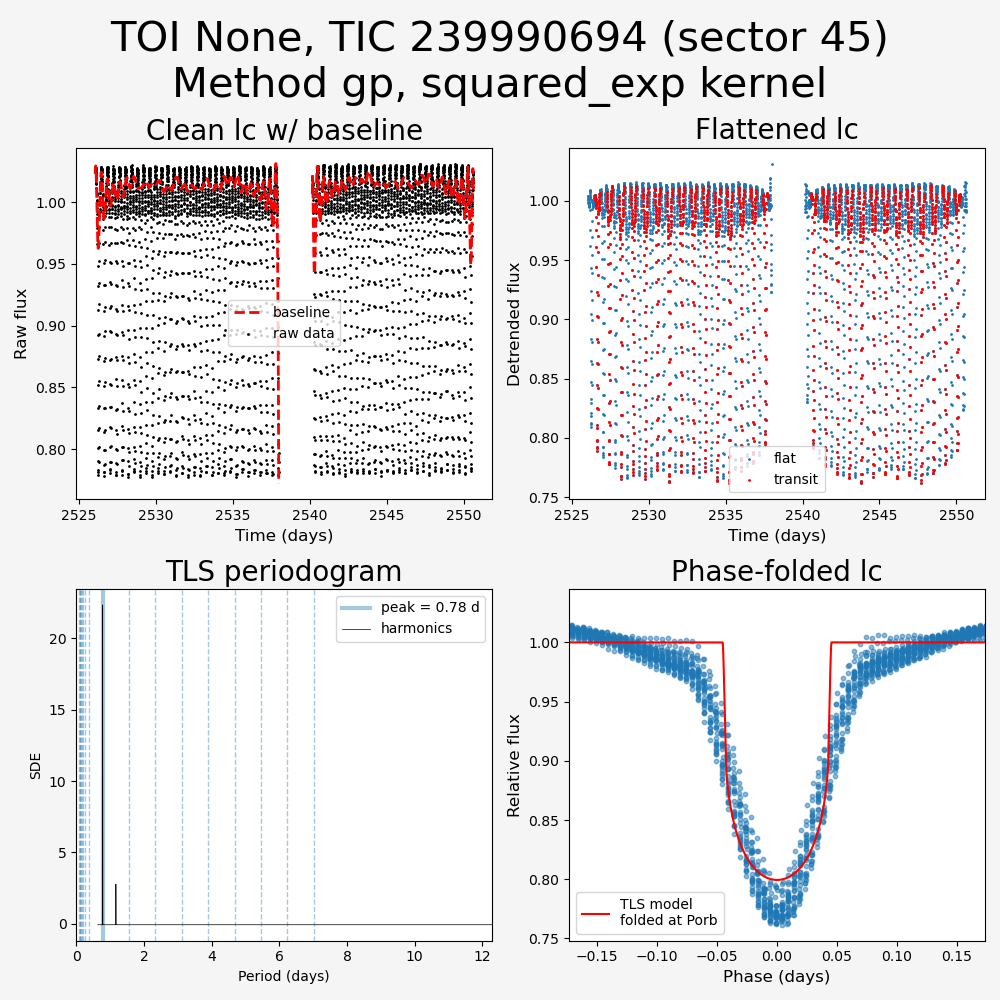 TOI None, TIC 239990694 (sector 45)
Method gp, squared_exp kernel
Clean lc w/ baseline
Raw flux
1.00
0.95
0.90
0.85
0.80
baseline
raw data
2525 2530 2535 2540 2545 2550
Time (days)
Flattened lc
Detrended flux
1.00
0.95
0.90
0.85
0.80
0.75
flat
transit
2525 2530 2535 2540 2545 2550
Time (days)
TLS periodogram
SDE
20
15
10
5
0
peak = 0.78 d
harmonics
0 2 4 6 8 10 12
Period (days)
Phase-folded lc
Relative flux
1.00
0.95
0.90
0.85
0.80
0.75
TLS model
folded at Porb
−0.15 −0.10 −0.05 0.00 0.05 0.10 0.15
Phase (days)